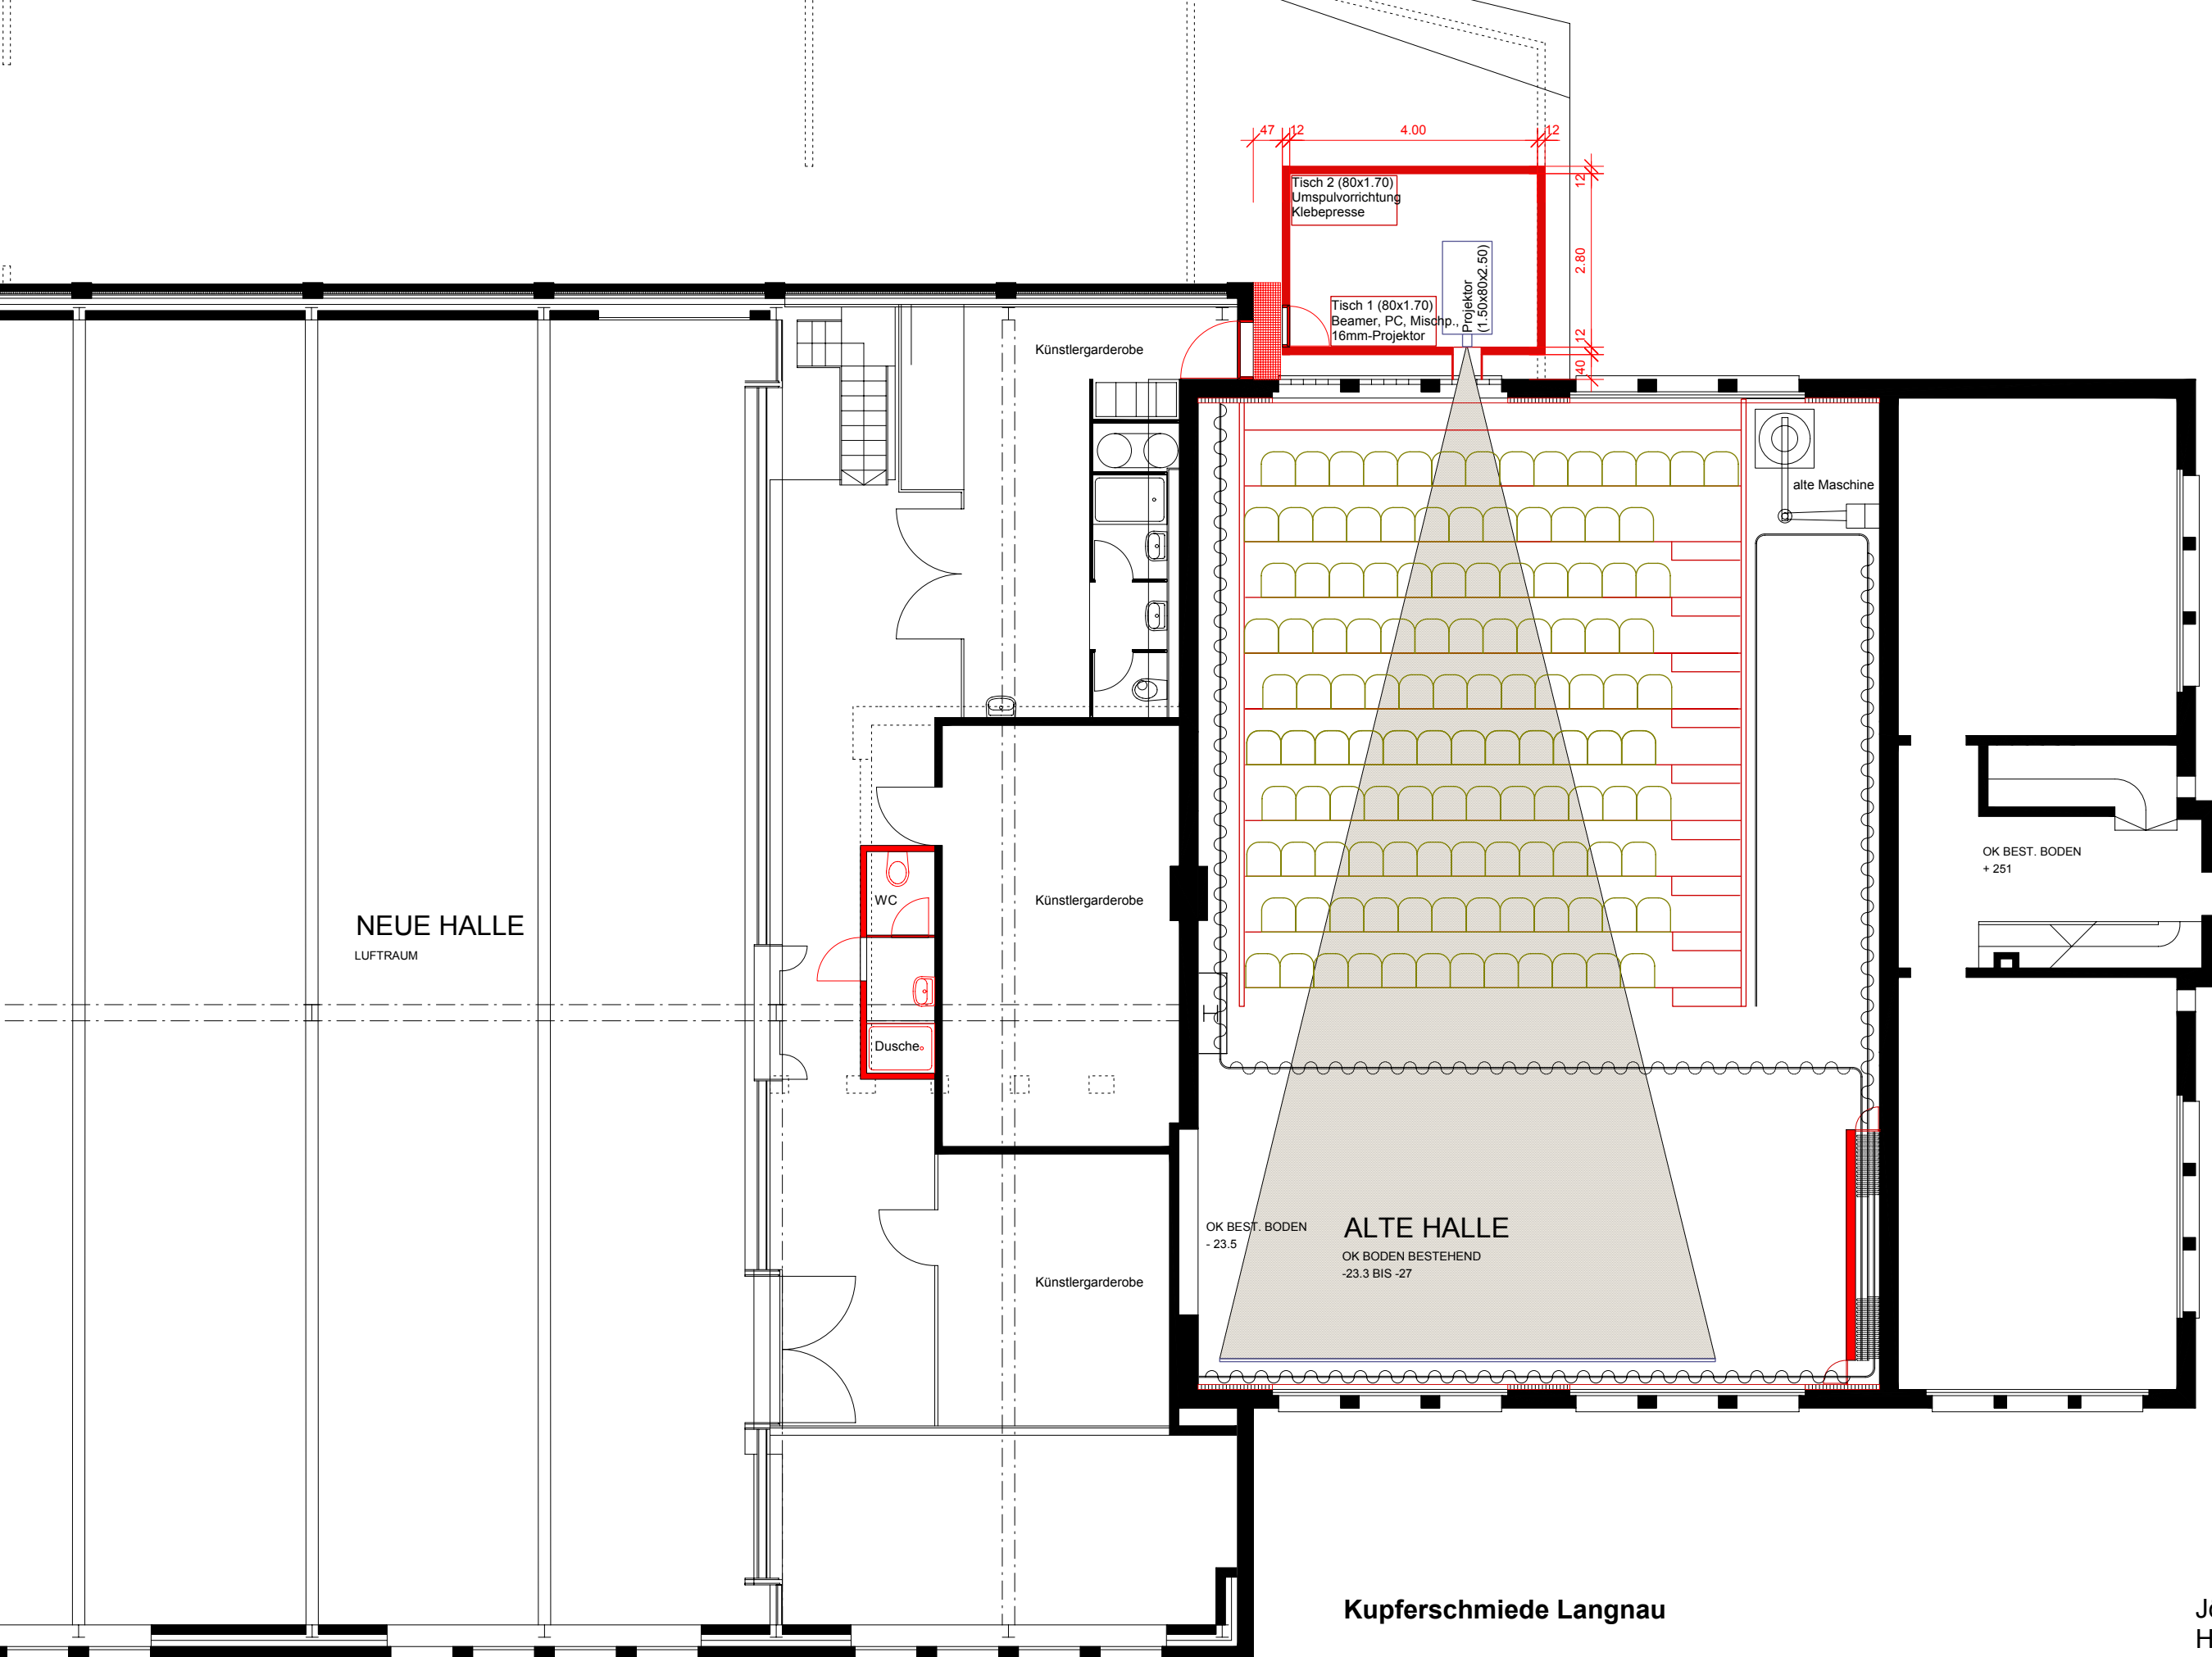 47
12
4.00
12
Tisch 2 (80x1.70)
Umspulvorrichtung
Klebepresse
12
2.80
12
40
Projektor
(1.50x80x2.50)
Tisch 1 (80x1.70)
Beamer, PC, Mischp.,
16mm-Projektor
Künstlergarderobe
alte Maschine
OK BEST. BODEN
+ 251
WC
Künstlergarderobe
NEUE HALLE
LUFTRAUM
Dusche
OK BEST. BODEN
- 23.5
ALTE HALLE
OK BODEN BESTEHEND
-23.3 BIS -27
Künstlergarderobe
Kupferschmiede Langnau